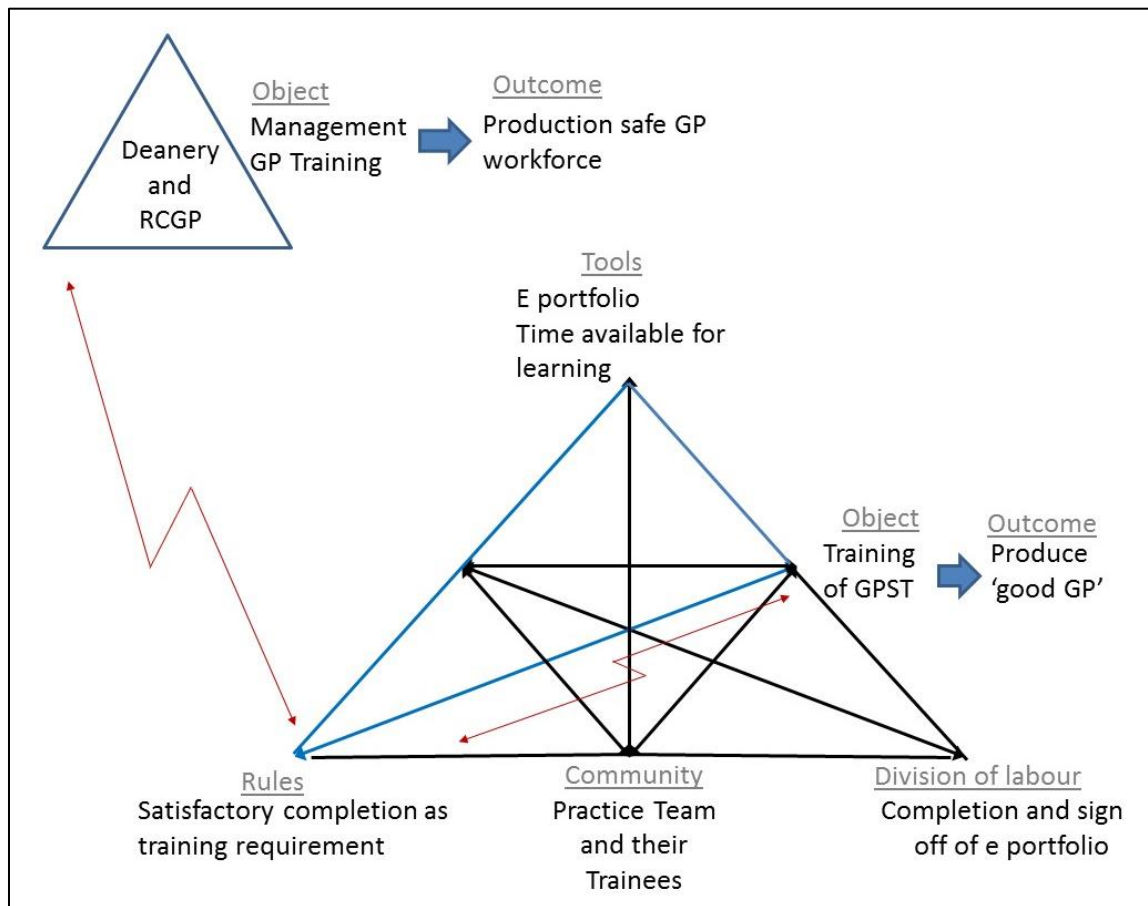 Deanery
and
RCGP
Object
Management
GP Training
Outcome
Production safe GP
workforce
Tools
E portfolio
Time available for
learning
Object
Training
of GPST
Outcome
Produce
‘good GP’
Rules
Satisfactory completion as
training requirement
Community
Practice Team
and their
Trainees
Division of labour
Completion and sign
off of e portfolio